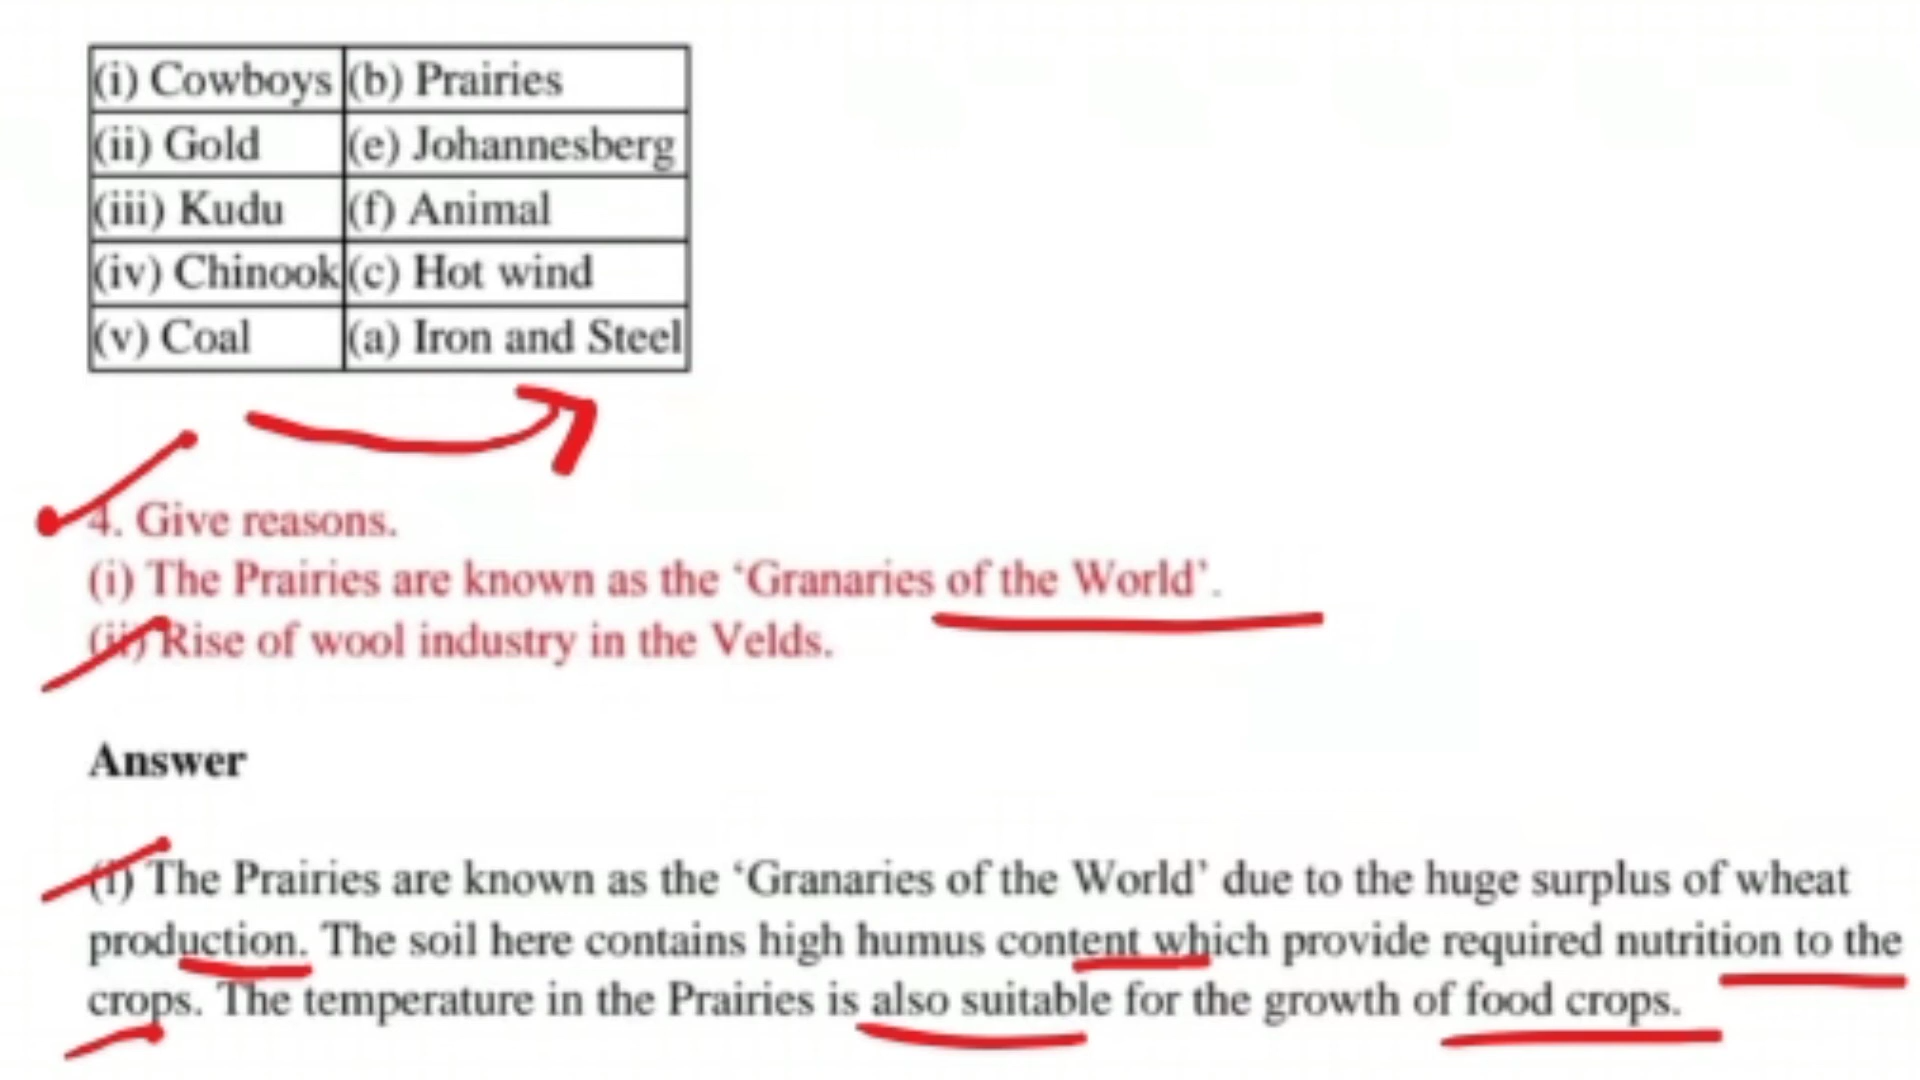 (i) Cowboys (b) Prairies
(ii) Gold (e) Johannesberg
(iii) Kudu (f) Animal
(iv) Chinook (c) Hot wind
(v) Coal (a) Iron and Steel
4. Give reasons.
(i) The Prairies are known as the ‘Granaries of the World’.
(ii) Rise of wool industry in the Velds.
Answer
(i) The Prairies are known as the ‘Granaries of the World’ due to the huge surplus of wheat
production. The soil here contains high humus content which provide required nutrition to the
crops. The temperature in the Prairies is also suitable for the growth of food crops.